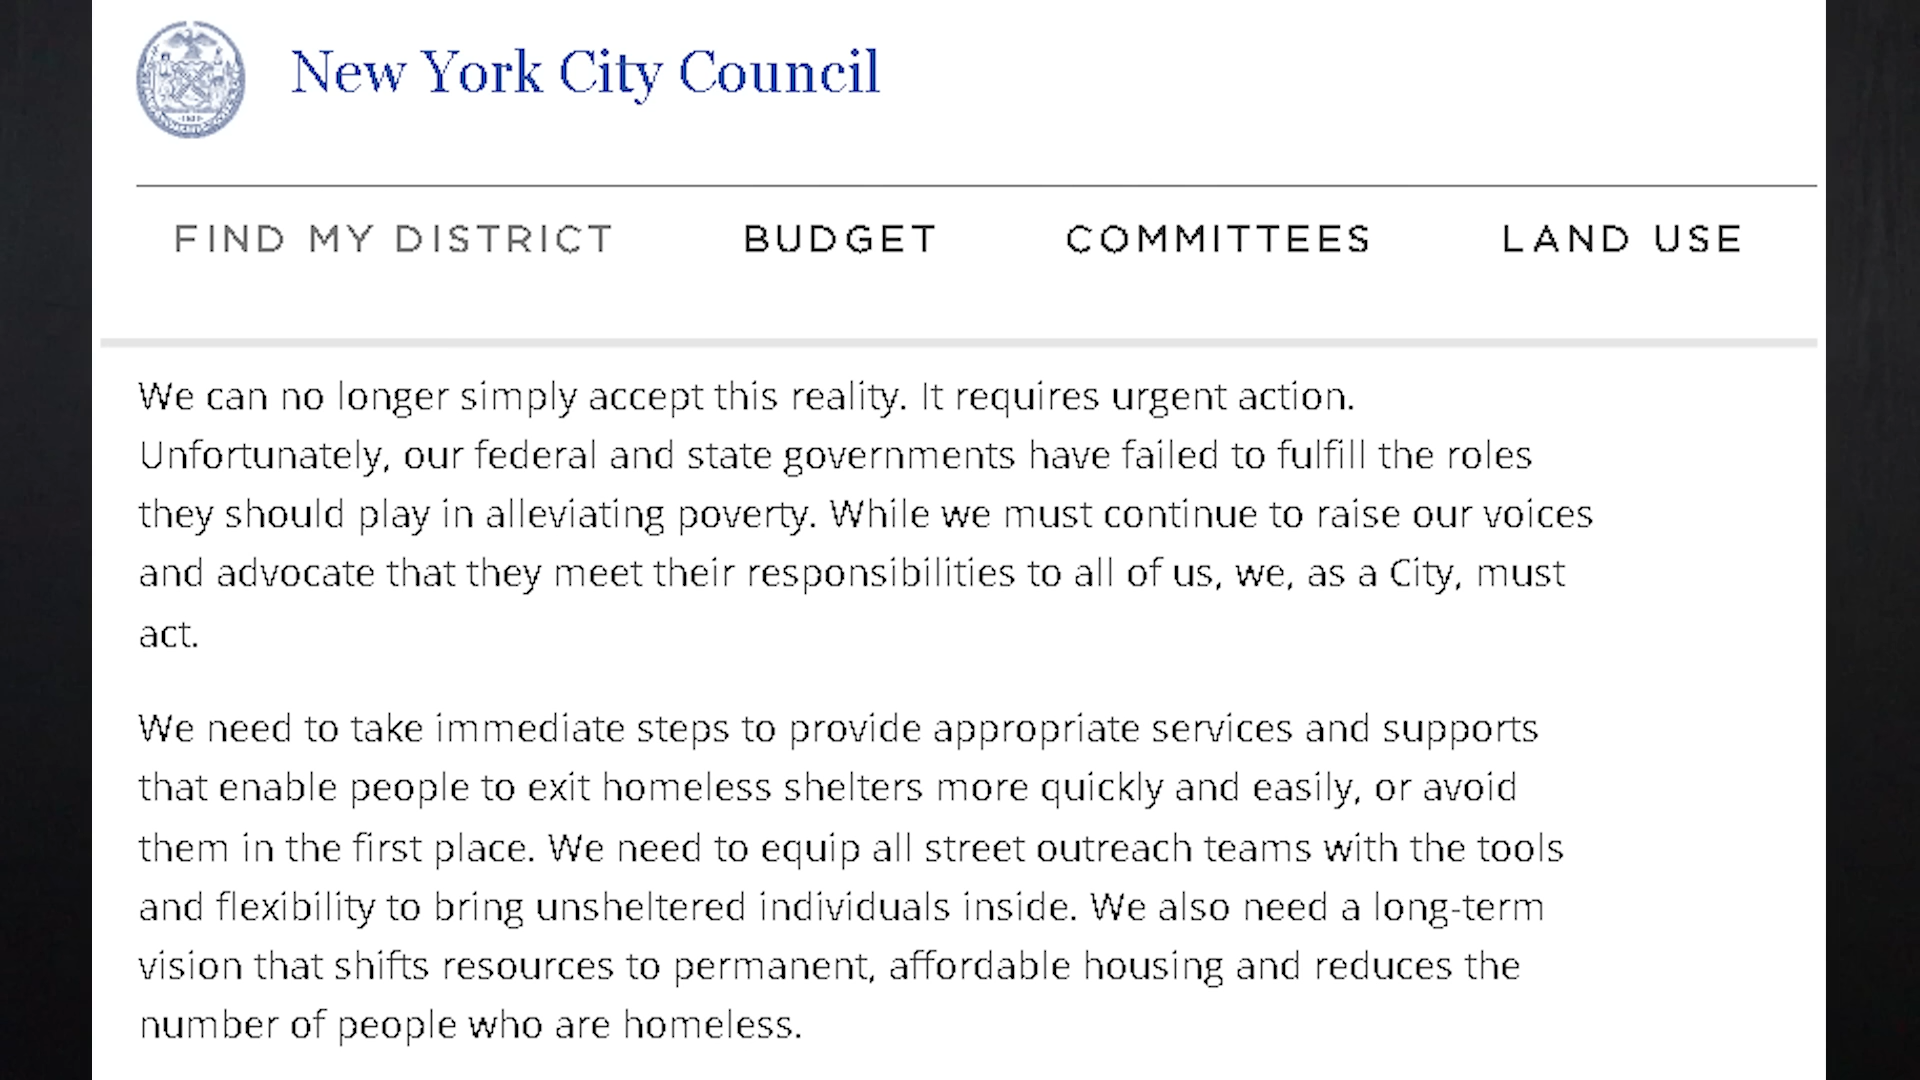 New York City Council
FIND MY DISTRICT BUDGET COMMITTEES LAND USE
We can no longer simply accept this reality. It requires urgent action.
Unfortunately, our federal and state governments have failed to fulfill the roles
they should play in alleviating poverty. While we must continue to raise our voices
and advocate that they meet their responsibilities to all of us, we, as a City, must
act.
We need to take immediate steps to provide appropriate services and supports
that enable people to exit homeless shelters more quickly and easily, or avoid
them in the first place. We need to equip all street outreach teams with the tools
and flexibility to bring unsheltered individuals inside. We also need a long-term
vision that shifts resources to permanent, affordable housing and reduces the
number of people who are homeless.